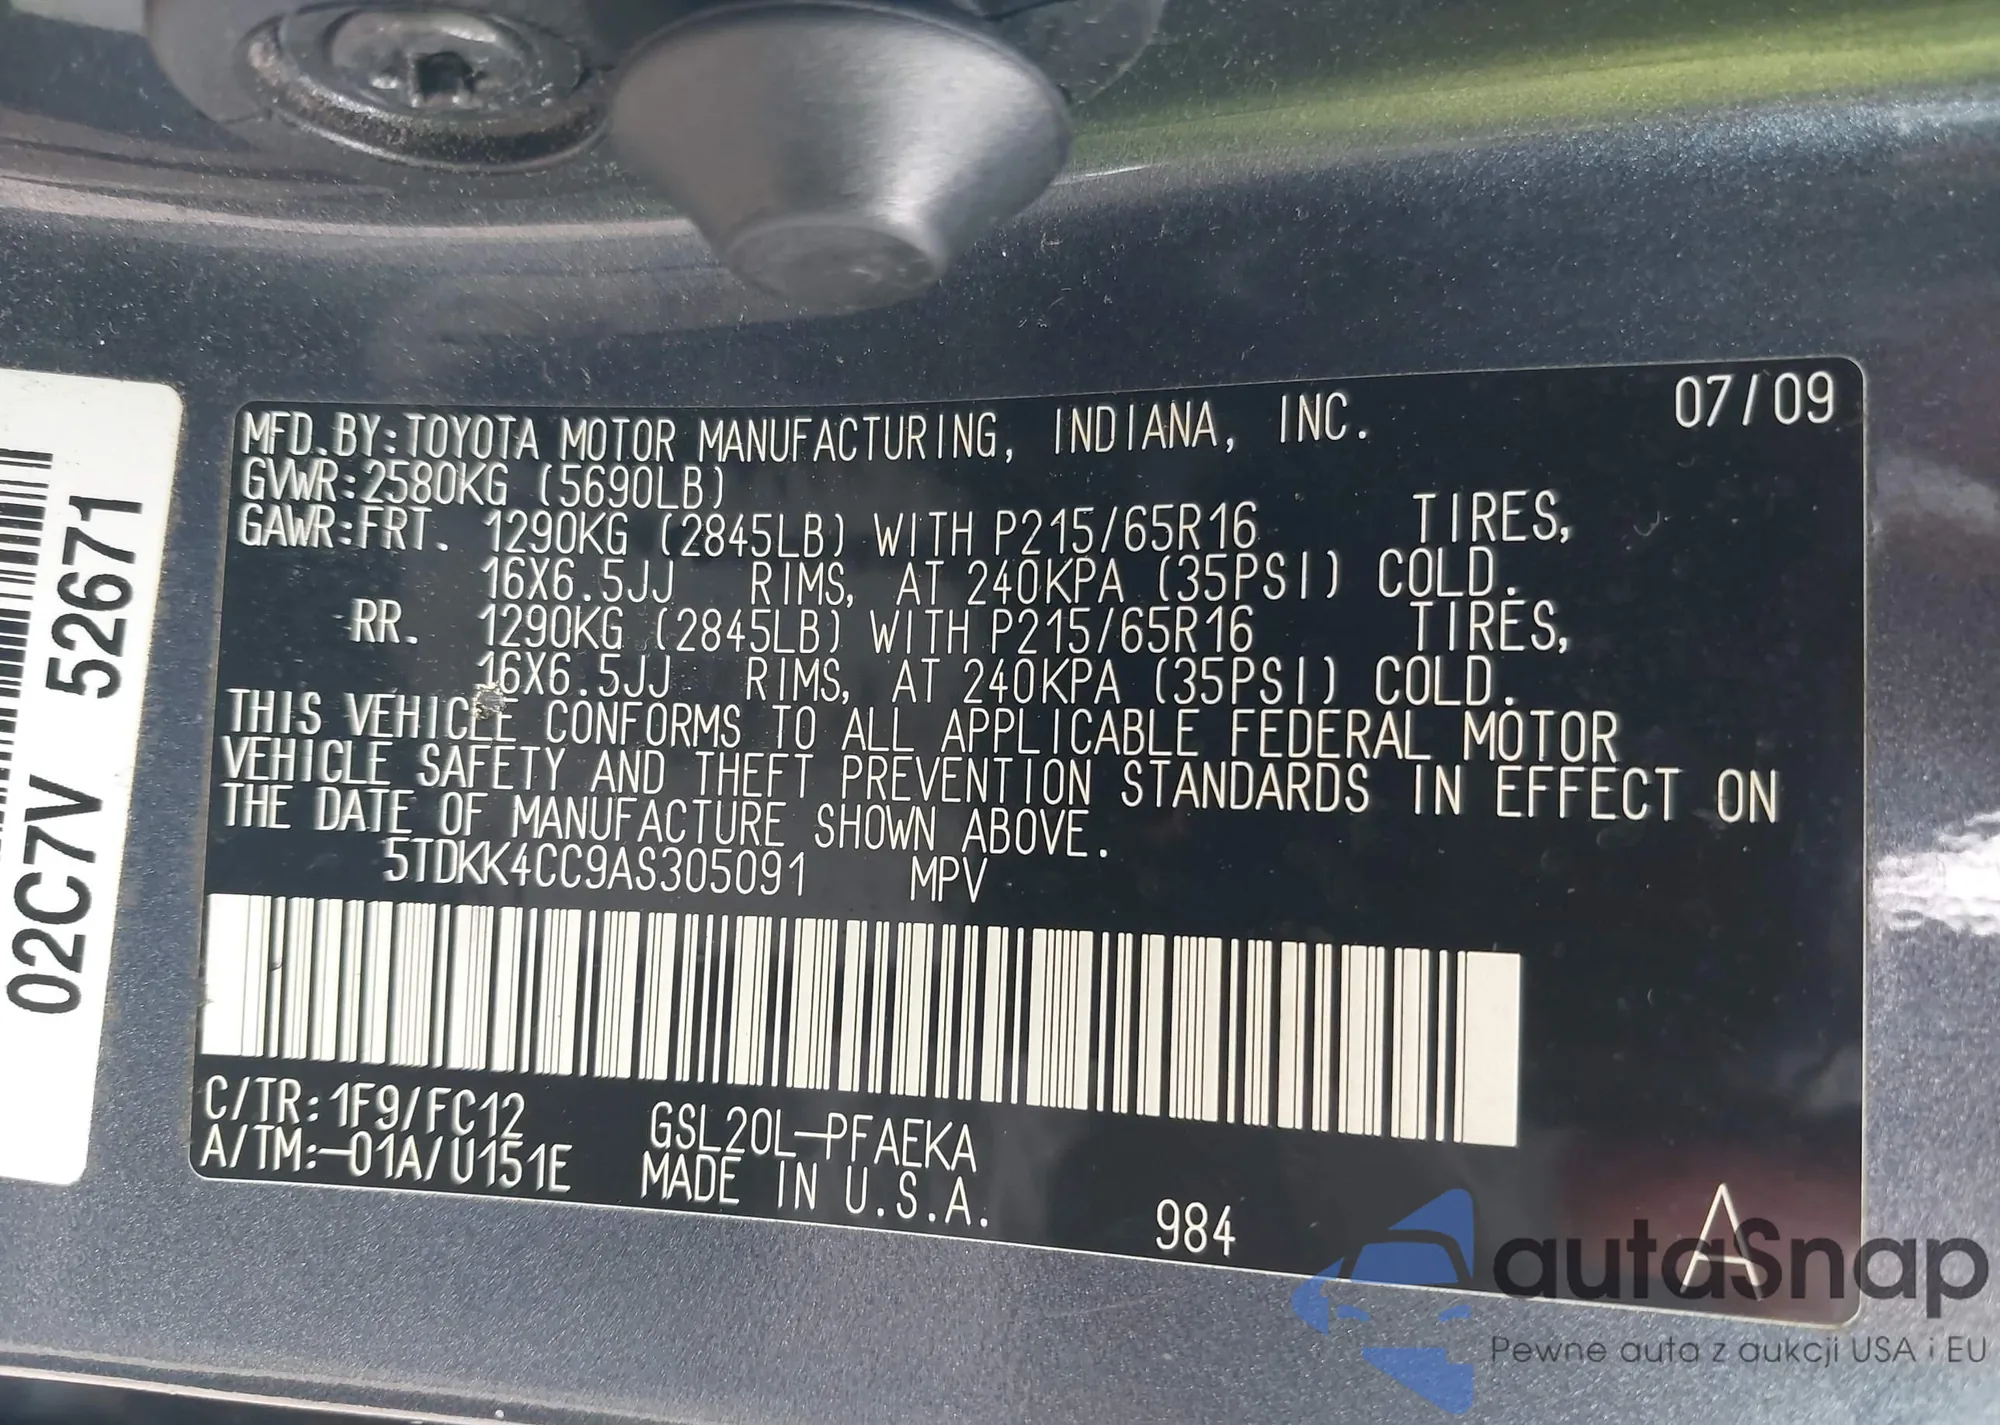 02C7V 52671
07/09
MFD.BY:TOYOTA MOTOR MANUFACTURING, INDIANA, INC.
GVWR:2580KG (5690LB)
GAWR:FRT. 1290KG (2845LB) WITH P215/65R16 TIRES,
16X6.5JJ RIMS, AT 240KPA (35PSI) COLD.
RR. 1290KG (2845LB) WITH P215/65R16 TIRES,
16X6.5JJ RIMS, AT 240KPA (35PSI) COLD.
THIS VEHICLE CONFORMS TO ALL APPLICABLE FEDERAL MOTOR
VEHICLE SAFETY AND THEFT PREVENTION STANDARDS IN EFFECT ON
THE DATE OF MANUFACTURE SHOWN ABOVE.
5TDKK4CC9AS305091 MPV
C/TR:1F9/FC12 GSL20L-PFAEKA
A/TM:-01A/U151E MADE IN U.S.A. 984 A
autaSnap
Pewne auta z aukcji USA i EU